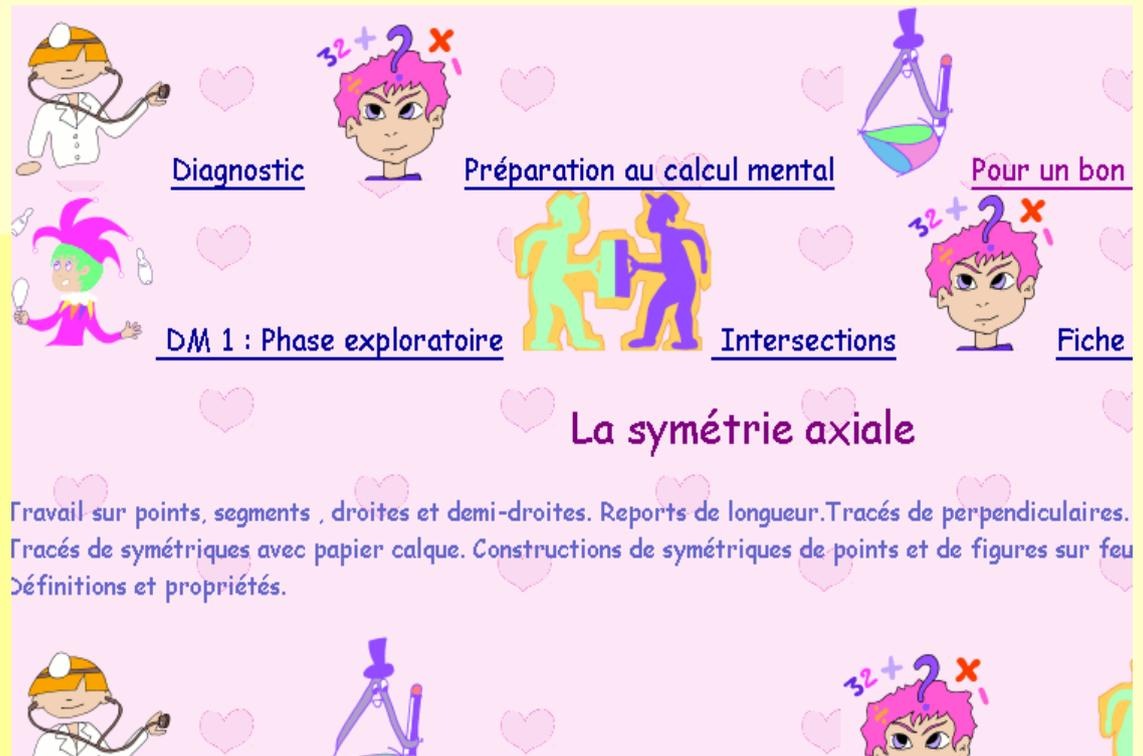 32 + ? x
Diagnostic Préparation au calcul mental Pour un bon
32 + ? x
DM 1 : Phase exploratoire Intersections Fiche
La symétrie axiale
Travail sur points, segments , droites et demi-droites. Reports de longueur.Tracés de perpendiculaires.
Tracés de symétriques avec papier calque. Constructions de symétriques de points et de figures sur feu
Définitions et propriétés.
32 + ? x